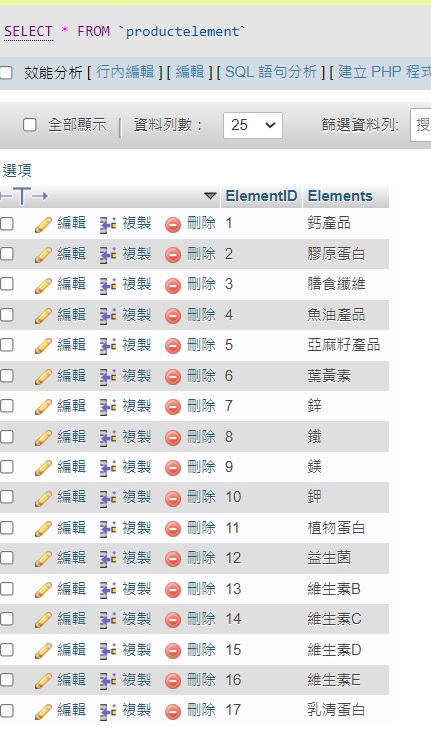 SELECT * FROM `productelement`
效能分析 [ 行內編輯 ] [ 編輯 ] [ SQL 語句分析 ] [ 建立 PHP 程式
全部顯示 | 資料列數： 25 篩選資料列: 搜
選項
←T→ ElementID Elements
編輯 複製 刪除 1 鈣產品
編輯 複製 刪除 2 膠原蛋白
編輯 複製 刪除 3 膳食纖維
編輯 複製 刪除 4 魚油產品
編輯 複製 刪除 5 亞麻籽產品
編輯 複製 刪除 6 葉黃素
編輯 複製 刪除 7 鋅
編輯 複製 刪除 8 鐵
編輯 複製 刪除 9 鎂
編輯 複製 刪除 10 鉀
編輯 複製 刪除 11 植物蛋白
編輯 複製 刪除 12 益生菌
編輯 複製 刪除 13 維生素B
編輯 複製 刪除 14 維生素C
編輯 複製 刪除 15 維生素D
編輯 複製 刪除 16 維生素E
編輯 複製 刪除 17 乳清蛋白